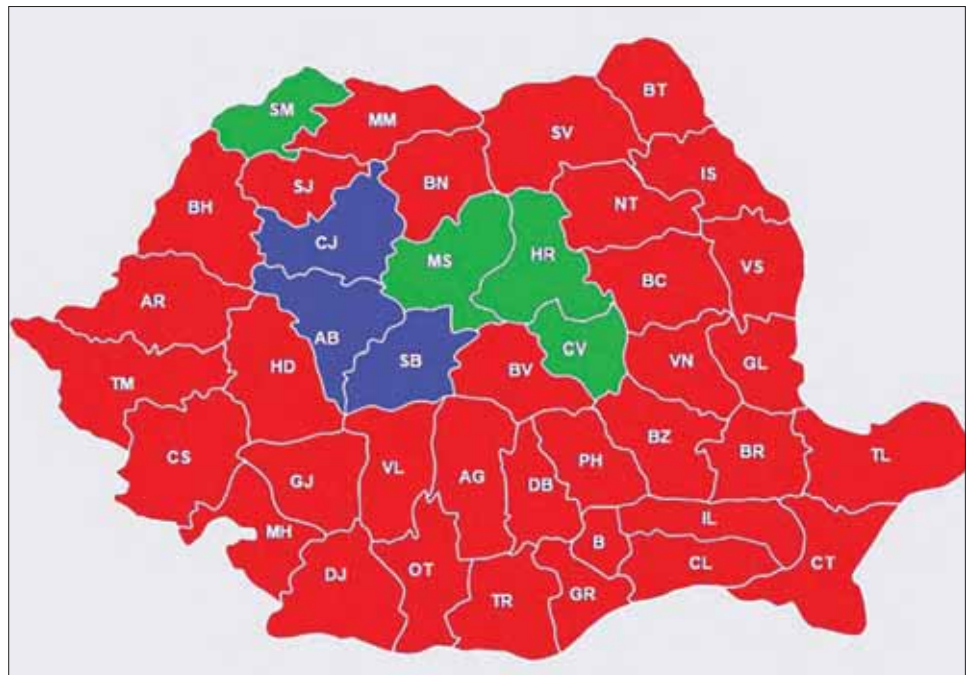 BT
SM
MM
SV
IS
SJ
BN
BH
NT
CJ
MS
HR
VS
BC
AR
AB
CV
SB
HD
BV
VN
GL
TM
BZ
BR
TL
CS
VL
PH
AG
GJ
DB
IL
MH
B
CL
CT
DJ
OT
GR
TR